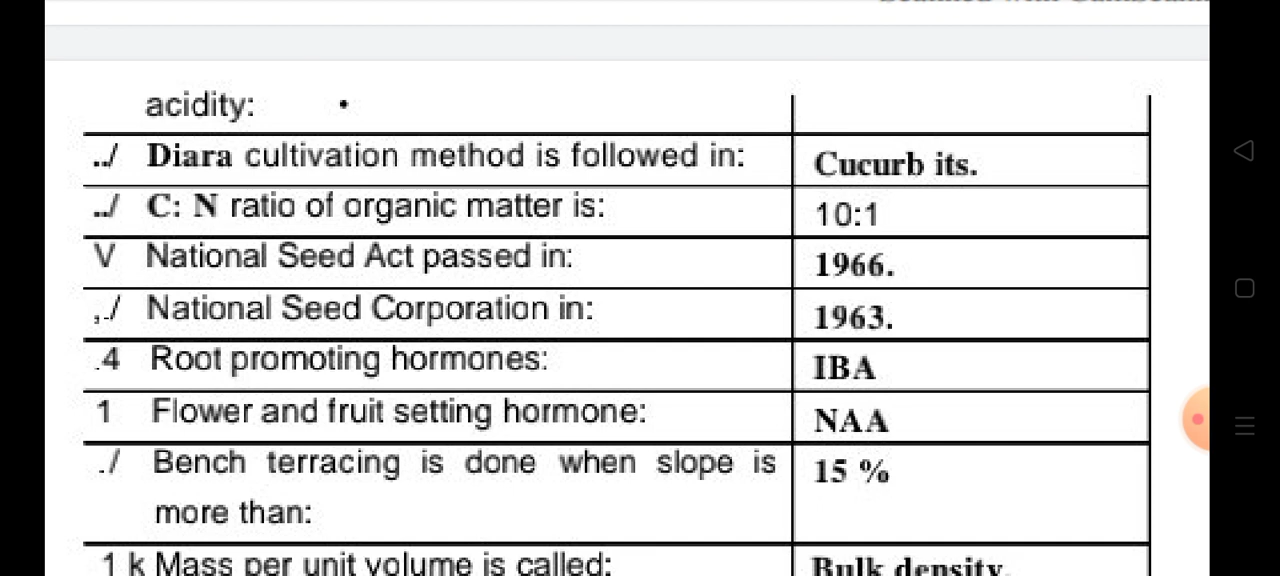 acidity: •
../ Diara cultivation method is followed in: Cucurb its.
../ C: N ratio of organic matter is: 10:1
V National Seed Act passed in: 1966.
,./ National Seed Corporation in: 1963.
.4 Root promoting hormones: IBA
1 Flower and fruit setting hormone: NAA
./ Bench terracing is done when slope is 15 %
more than:
1 k Mass per unit volume is called: Bulk density.